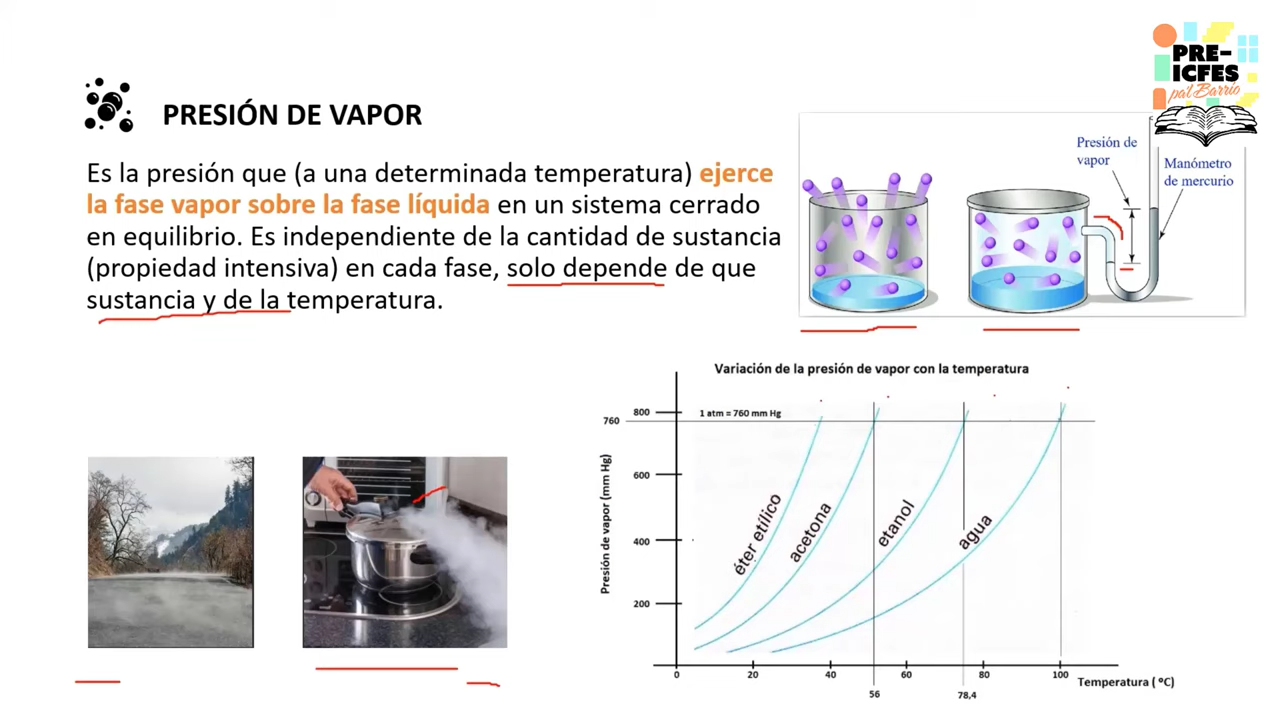 PRE-
ICFES
pa'l Barrio
PRESIÓN DE VAPOR
Es la presión que (a una determinada temperatura) ejerce
la fase vapor sobre la fase líquida en un sistema cerrado
en equilibrio. Es independiente de la cantidad de sustancia
(propiedad intensiva) en cada fase, solo depende de que
sustancia y de la temperatura.
Presión de
vapor
Manómetro
de mercurio
Variación de la presión de vapor con la temperatura
800
760
1 atm = 760 mm Hg
600
400
200
Presión de vapor (mm Hg)
éter etílico
acetona
etanol
agua
0
20
40
60
80
100
Temperatura ( ºC)
56
78,4